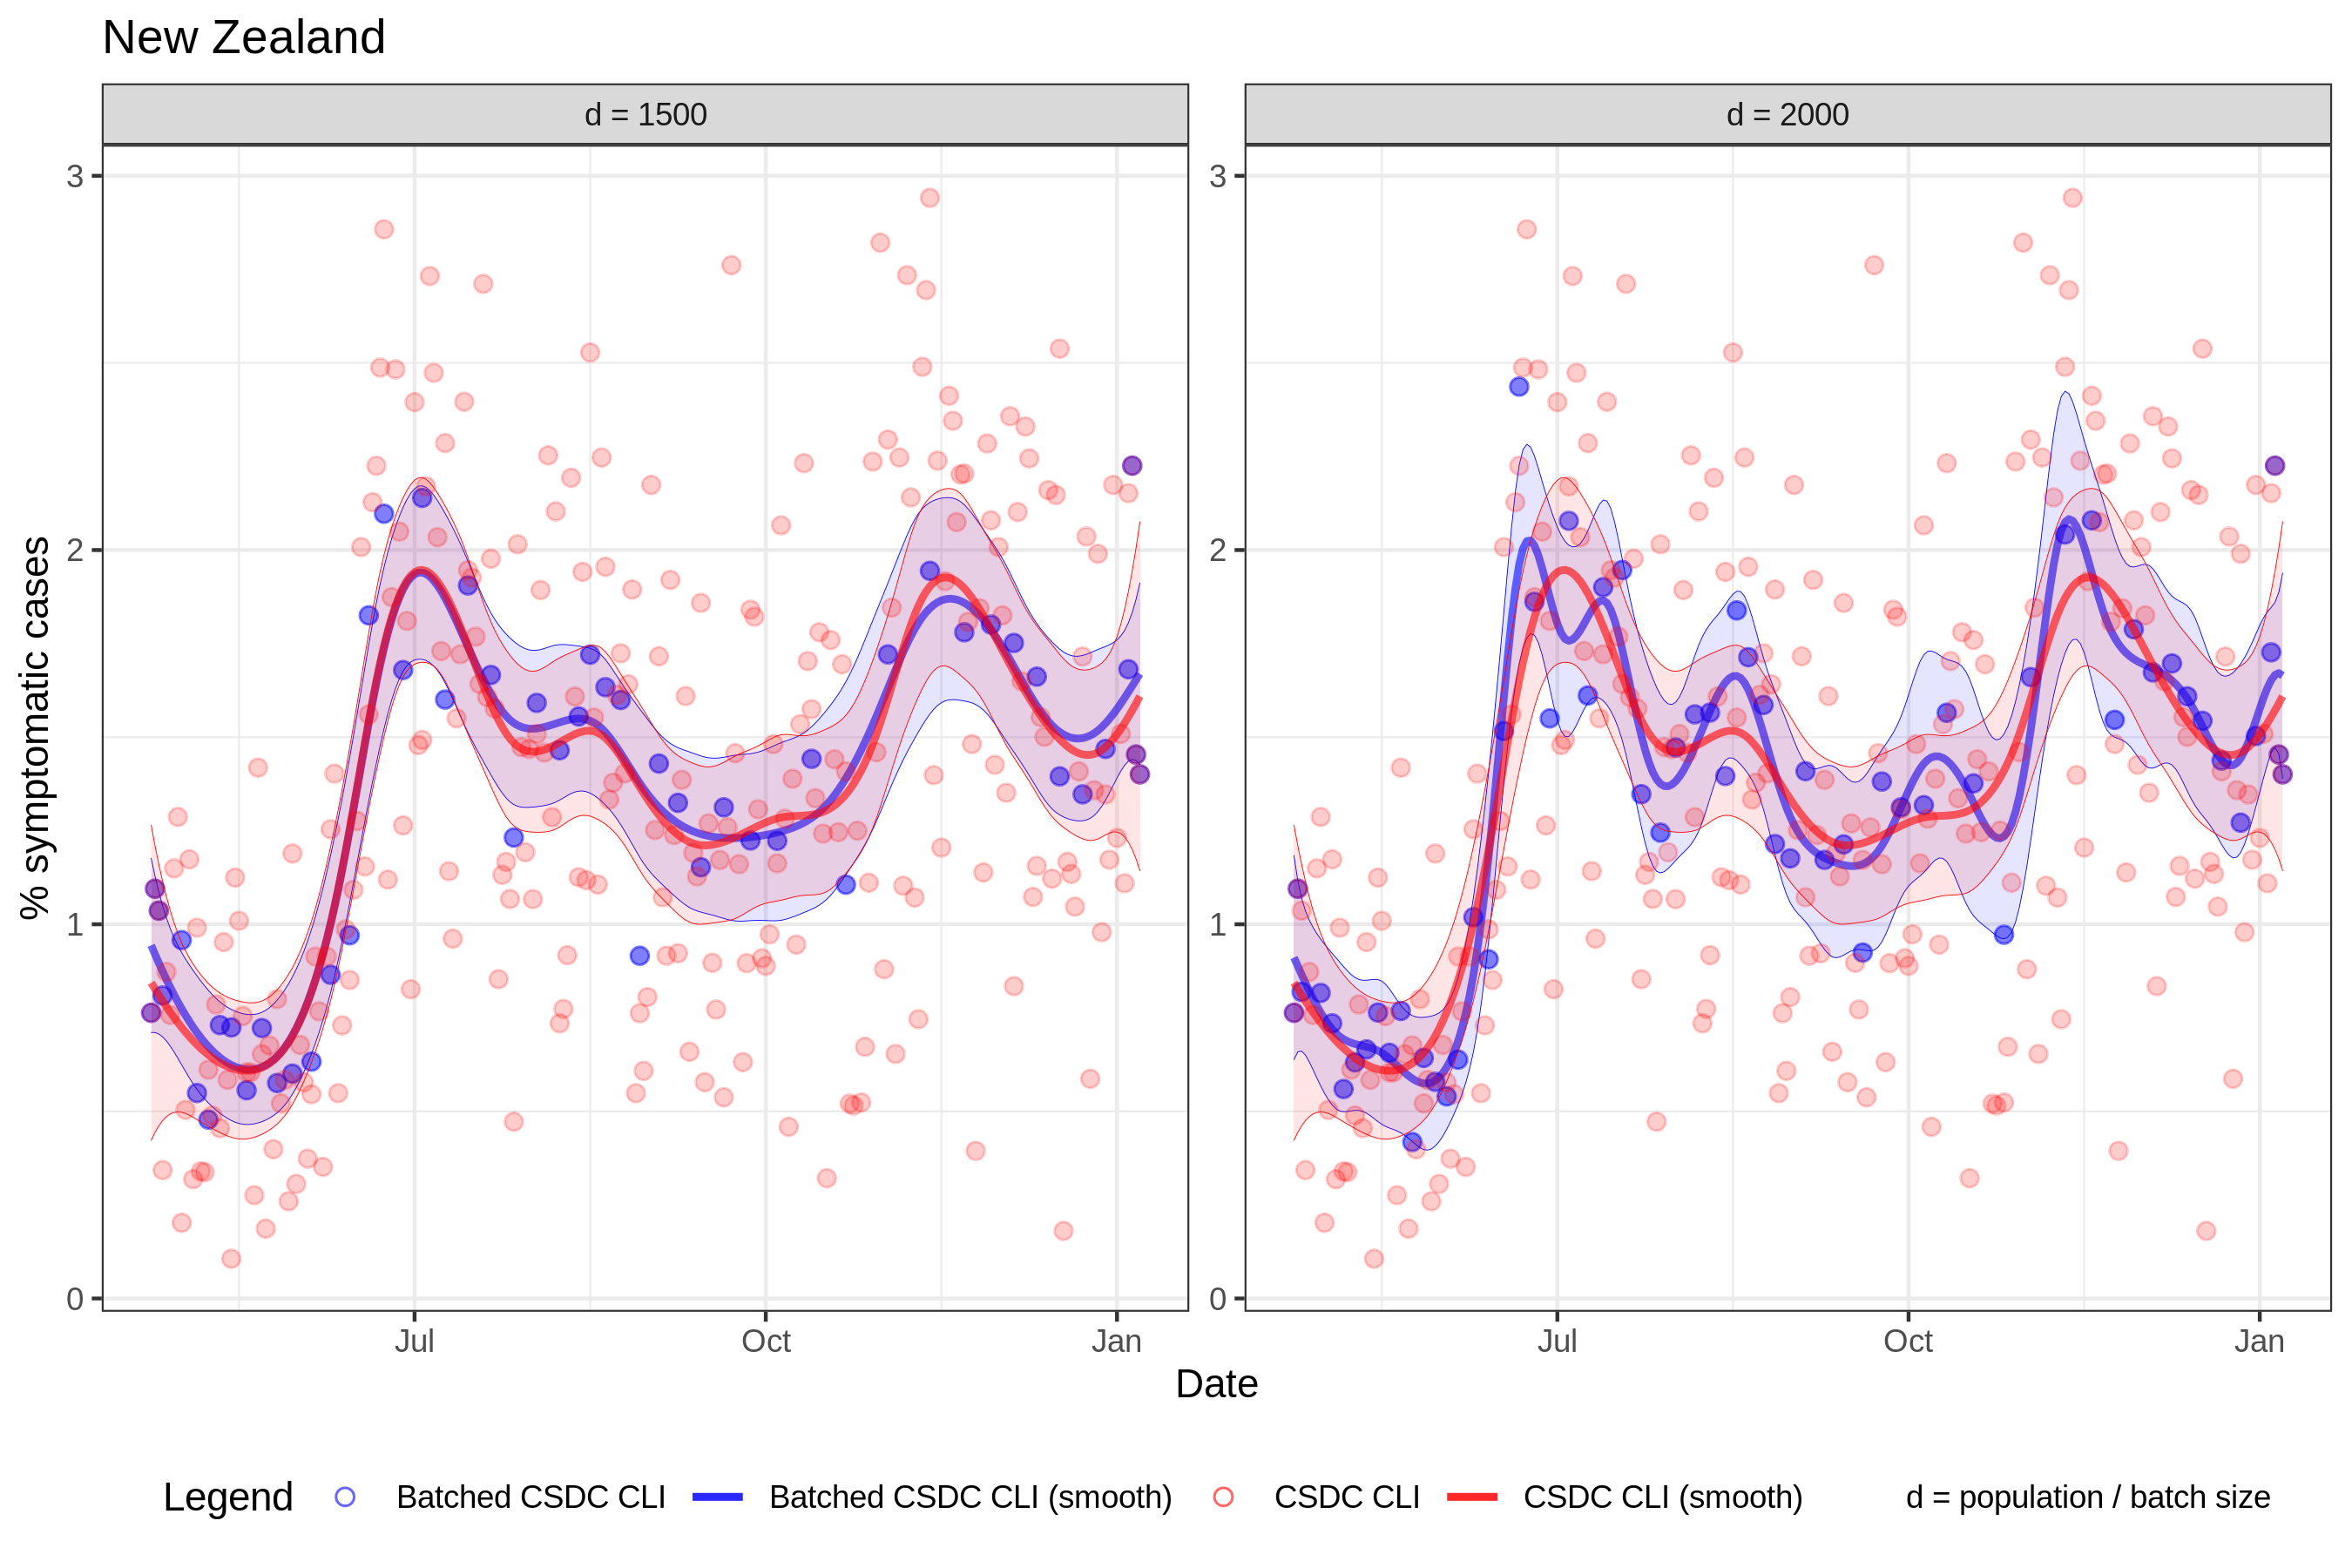 New Zealand
d = 1500
d = 2000
% symptomatic cases
3
2
1
0
3
2
1
0
Jul
Oct
Jan
Jul
Oct
Jan
Date
Legend
Batched CSDC CLI
Batched CSDC CLI (smooth)
CSDC CLI
CSDC CLI (smooth)
d = population / batch size